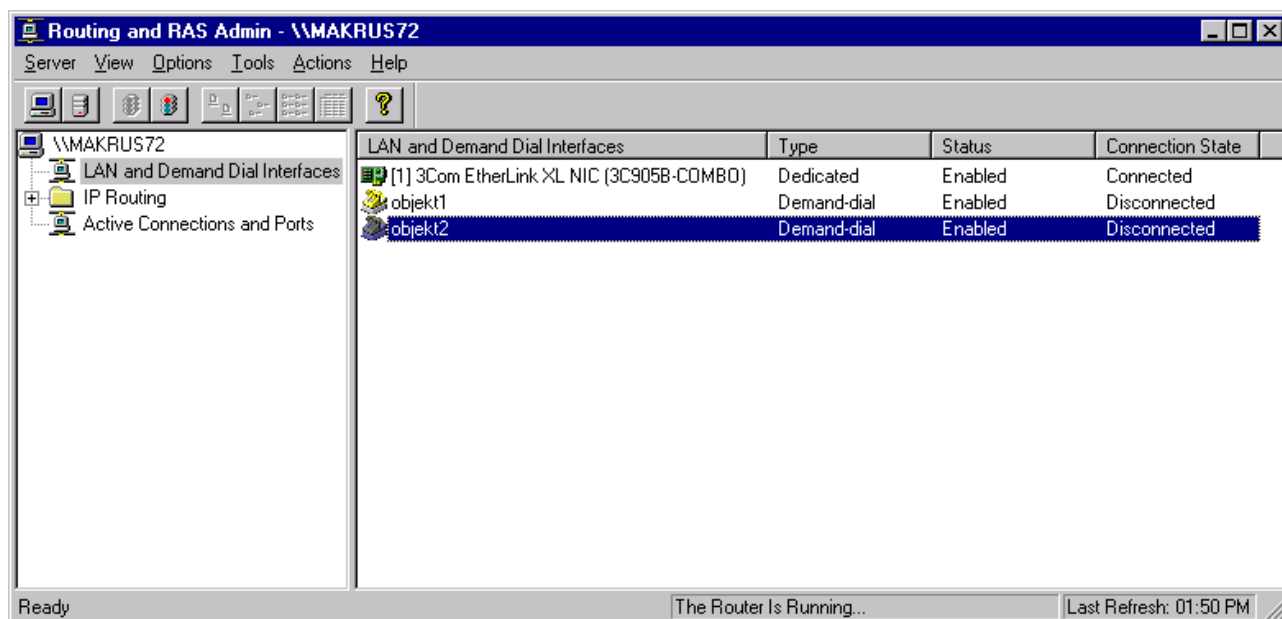 Routing and RAS Admin - \\MAKRUS72
Server View Options Tools Actions Help
\\MAKRUS72
LAN and Demand Dial Interfaces
IP Routing
Active Connections and Ports
LAN and Demand Dial Interfaces Type Status Connection State
[1] 3Com EtherLink XL NIC (3C905B-COMBO) Dedicated Enabled Connected
objekt1 Demand-dial Enabled Disconnected
objekt2 Demand-dial Enabled Disconnected
Ready The Router Is Running... Last Refresh: 01:50 PM